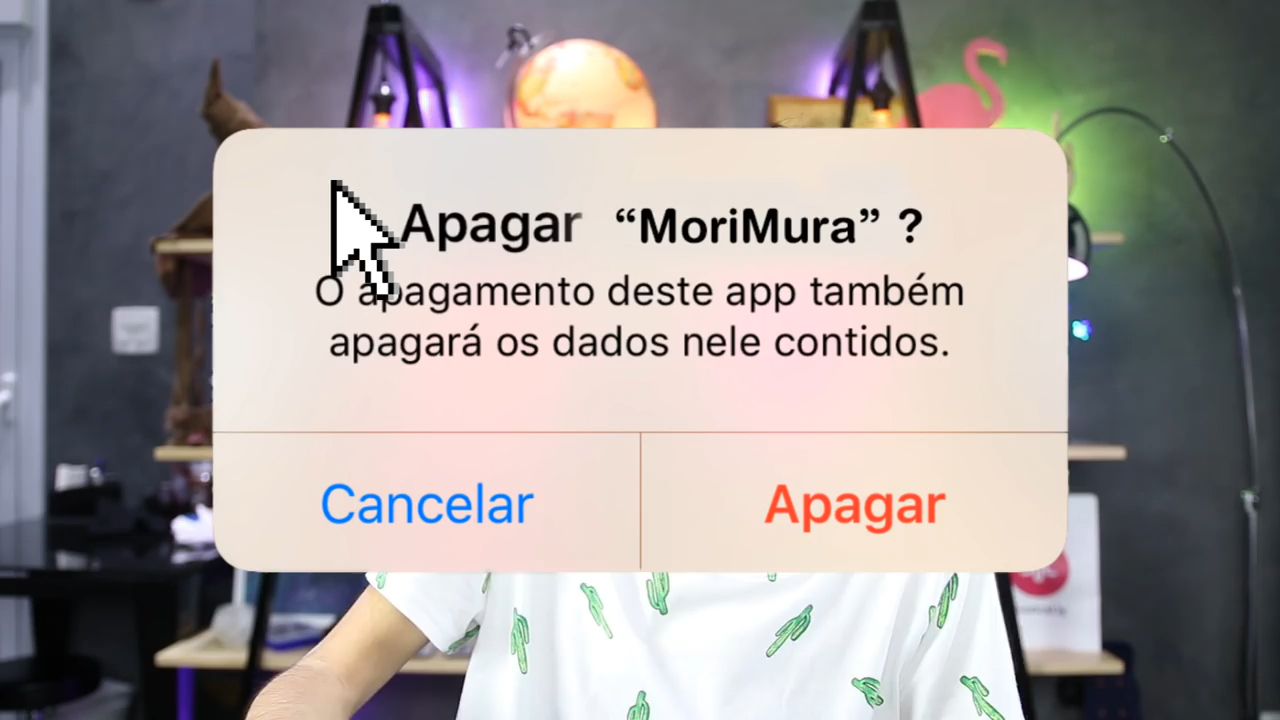 Apagar “MoriMura” ?
O apagamento deste app também
apagará os dados nele contidos.
Cancelar
Apagar